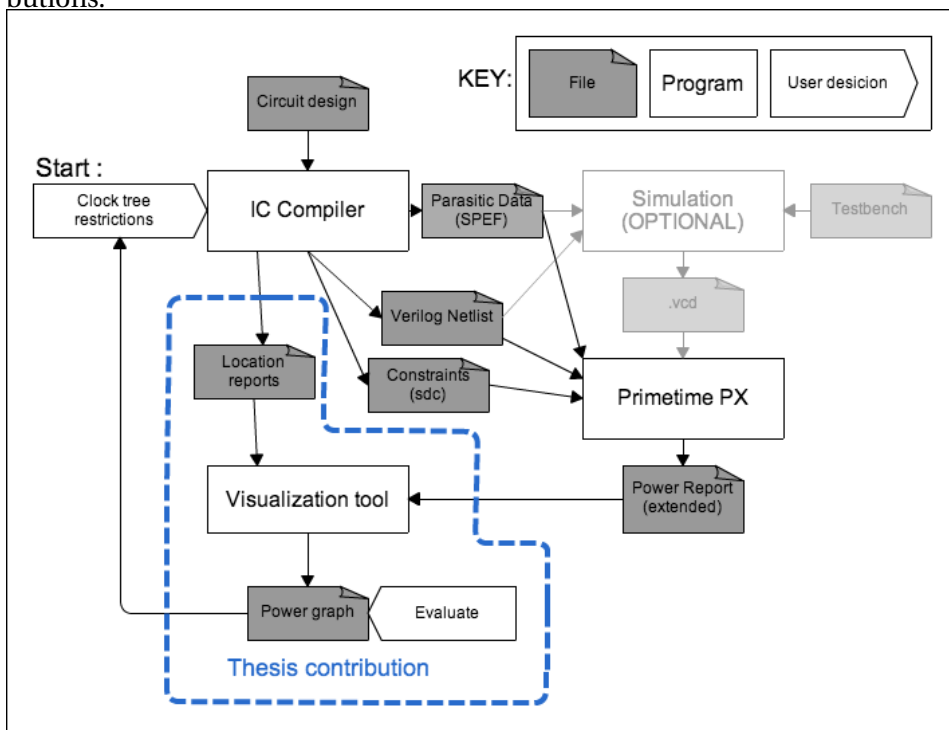 butions.
KEY:
File
Program
User desicion
Circuit design
Start :
Clock tree
restrictions
IC Compiler
Parasitic Data
(SPEF)
Simulation
(OPTIONAL)
Testbench
Verilog Netlist
.vcd
Location
reports
Constraints
(sdc)
Primetime PX
Visualization tool
Power Report
(extended)
Power graph
Evaluate
Thesis contribution